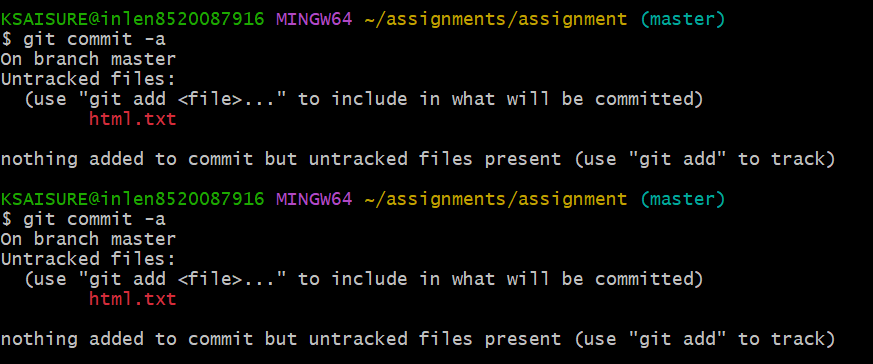 KSAISURE@inlen8520087916 MINGW64 ~/assignments/assignment (master)
$ git commit -a
On branch master
Untracked files:
  (use "git add <file>..." to include in what will be committed)
        html.txt

nothing added to commit but untracked files present (use "git add" to track)

KSAISURE@inlen8520087916 MINGW64 ~/assignments/assignment (master)
$ git commit -a
On branch master
Untracked files:
  (use "git add <file>..." to include in what will be committed)
        html.txt

nothing added to commit but untracked files present (use "git add" to track)